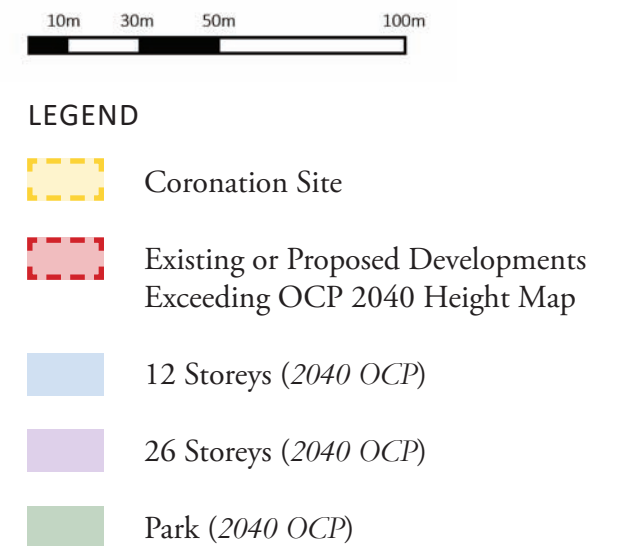 10m 30m 50m 100m
LEGEND
Coronation Site
Existing or Proposed Developments
Exceeding OCP 2040 Height Map
12 Storeys (2040 OCP)
26 Storeys (2040 OCP)
Park (2040 OCP)